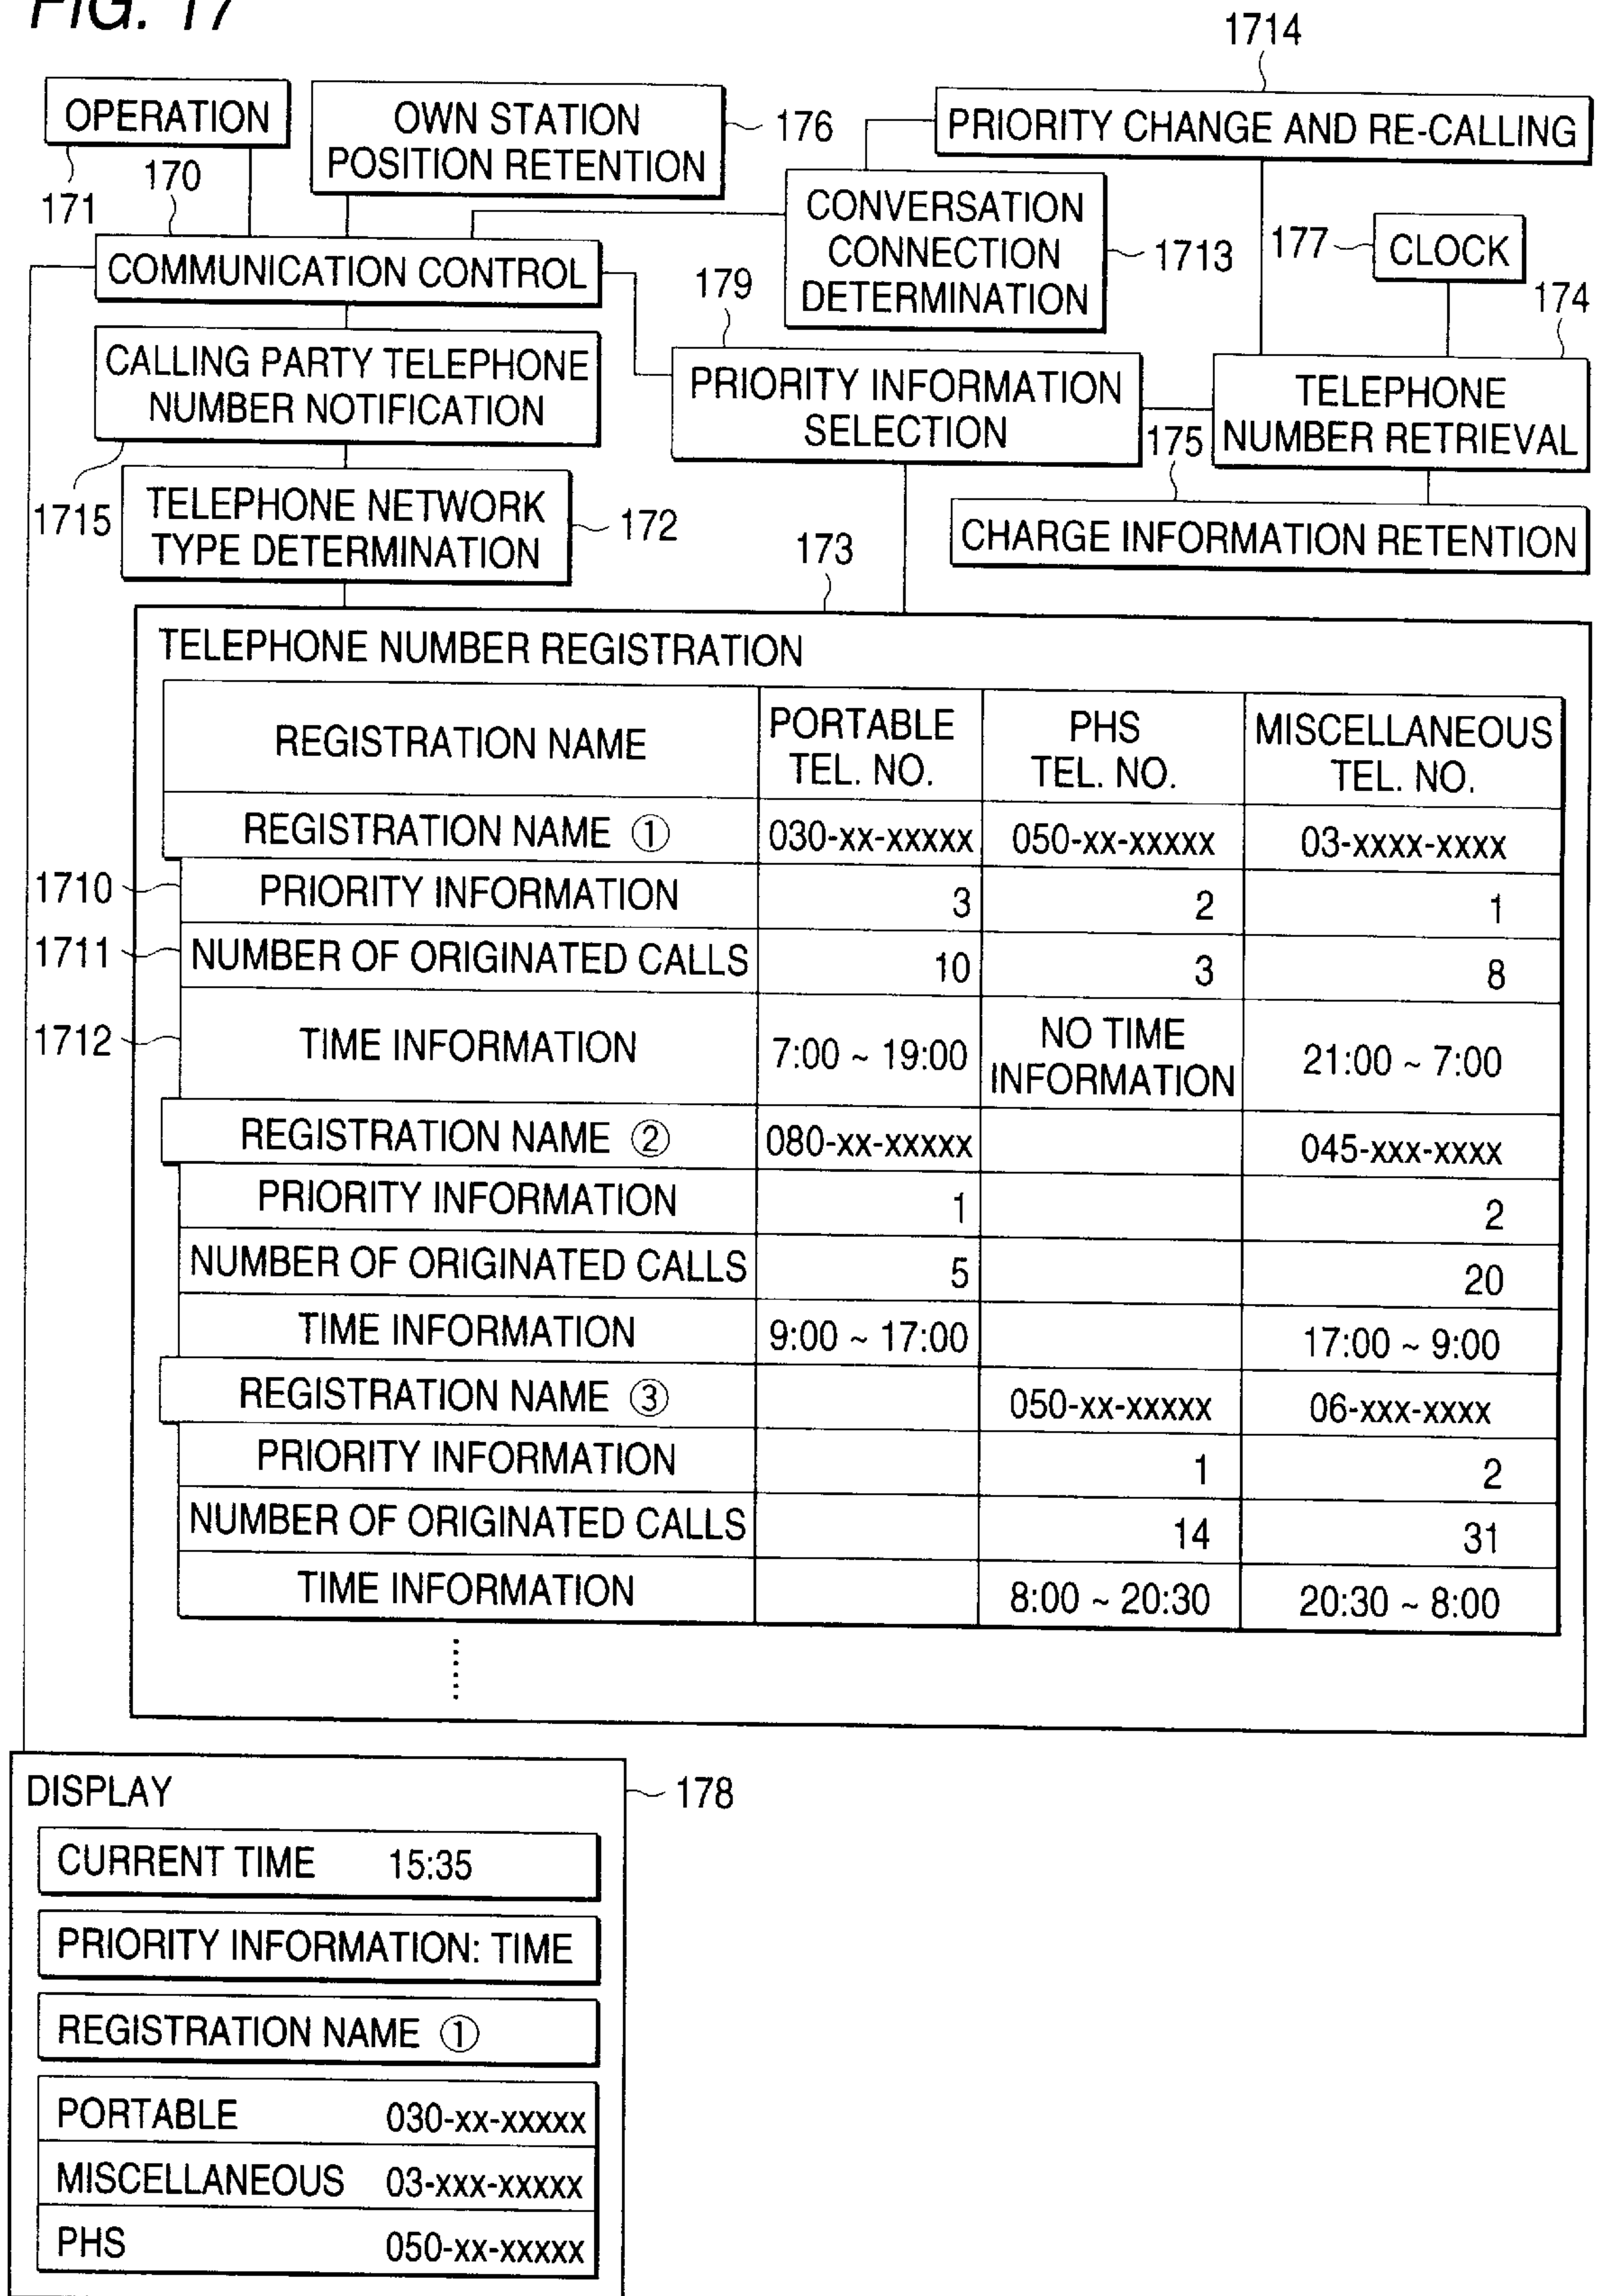 FIG. 17
1714
OPERATION
OWN STATION
POSITION RETENTION
176
PRIORITY CHANGE AND RE-CALLING
171
170
CONVERSATION
CONNECTION
DETERMINATION
1713
177
CLOCK
COMMUNICATION CONTROL
179
174
CALLING PARTY TELEPHONE
NUMBER NOTIFICATION
PRIORITY INFORMATION
SELECTION
TELEPHONE
NUMBER RETRIEVAL
175
1715
TELEPHONE NETWORK
TYPE DETERMINATION
172
CHARGE INFORMATION RETENTION
173
TELEPHONE NUMBER REGISTRATION
REGISTRATION NAME
PORTABLE
TEL. NO.
PHS
TEL. NO.
MISCELLANEOUS
TEL. NO.
REGISTRATION NAME ① 030-xx-xxxxx 050-xx-xxxxx 03-xxxx-xxxx
1710 PRIORITY INFORMATION 3 2 1
1711 NUMBER OF ORIGINATED CALLS 10 3 8
1712 TIME INFORMATION 7:00 ~ 19:00 NO TIME
INFORMATION 21:00 ~ 7:00
REGISTRATION NAME ② 080-xx-xxxxx 045-xxx-xxxx
PRIORITY INFORMATION 1 2
NUMBER OF ORIGINATED CALLS 5 20
TIME INFORMATION 9:00 ~ 17:00 17:00 ~ 9:00
REGISTRATION NAME ③ 050-xx-xxxxx 06-xxx-xxxx
PRIORITY INFORMATION 1 2
NUMBER OF ORIGINATED CALLS 14 31
TIME INFORMATION 8:00 ~ 20:30 20:30 ~ 8:00
DISPLAY
178
CURRENT TIME 15:35
PRIORITY INFORMATION: TIME
REGISTRATION NAME ①
PORTABLE 030-xx-xxxxx
MISCELLANEOUS 03-xxx-xxxxx
PHS 050-xx-xxxxx